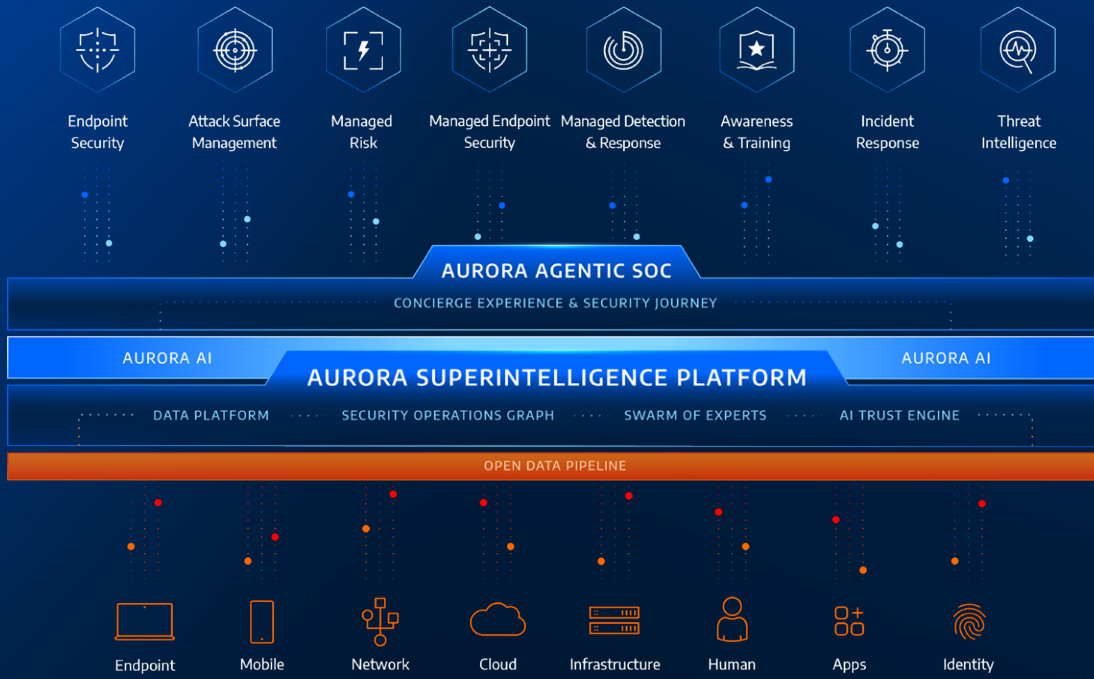 Endpoint
Security
Attack Surface
Management
Managed
Risk
Managed Endpoint
Security
Managed Detection
& Response
Awareness
& Training
Incident
Response
Threat
Intelligence
AURORA AGENTIC SOC
CONCIERGE EXPERIENCE & SECURITY JOURNEY
AURORA AI
AURORA AI
AURORA SUPERINTELLIGENCE PLATFORM
DATA PLATFORM
SECURITY OPERATIONS GRAPH
SWARM OF EXPERTS
AI TRUST ENGINE
OPEN DATA PIPELINE
Endpoint
Mobile
Network
Cloud
Infrastructure
Human
Apps
Identity